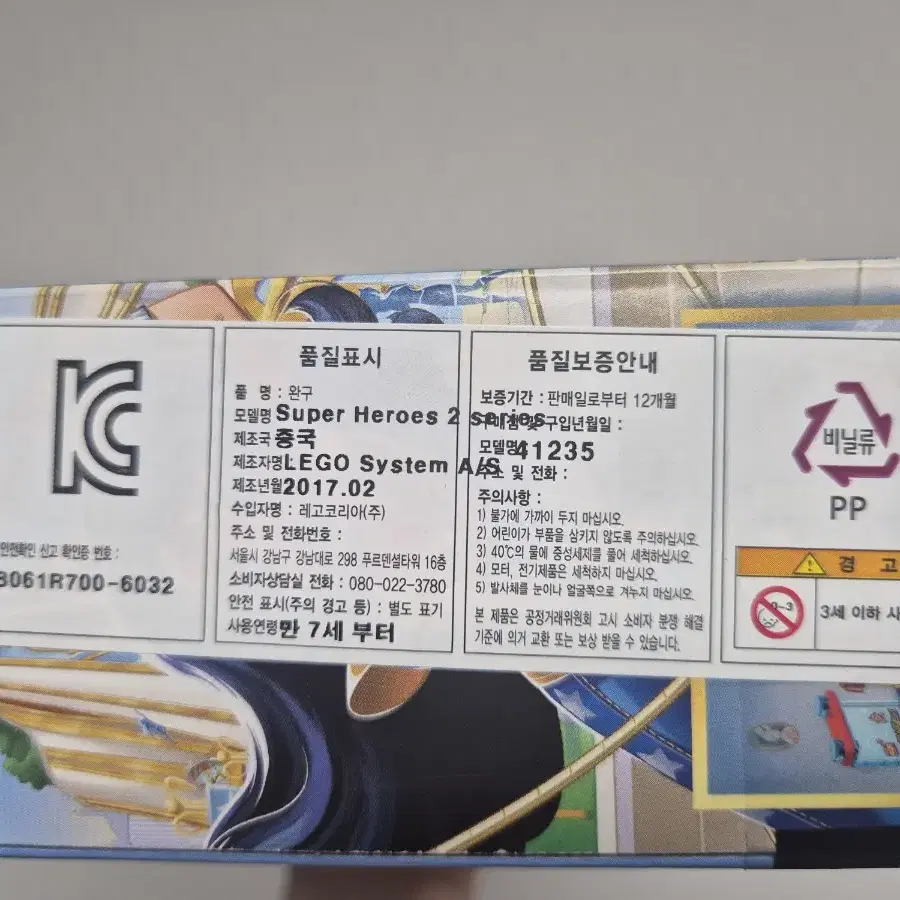 KC
안전확인 신고 확인증 번호 :
B061R700-6032
품질표시
품 명 : 완구
모델명 Super Heroes 2 series
제조국 중국
제조자명 LEGO System A/S
제조년월 2017.02
수입자명 : 레고코리아(주)
주소 및 전화번호 :
서울시 강남구 강남대로 298 푸르덴셜타워 16층
소비자상담실 전화 : 080-022-3780
안전 표시(주의 경고 등) : 별도 표기
사용연령 만 7세 부터
품질보증안내
보증기간 : 판매일로부터 12개월
구매점 및 구입년월일 :
모델명 41235
주소 및 전화 :
주의사항 :
1) 불가에 가까이 두지 마십시오.
2) 어린이가 부품을 삼키지 않도록 주의하십시오.
3) 40℃의 물에 중성세제를 풀어 세척하십시오.
4) 모터, 전기제품은 세척하지 마십시오.
5) 발사체를 눈이나 얼굴쪽으로 겨누지 마십시오.
본 제품은 공정거래위원회 고시 소비자 분쟁 해결
기준에 의거 교환 또는 보상 받을 수 있습니다.
비닐류
PP
경 고
0-3
3세 이하 사